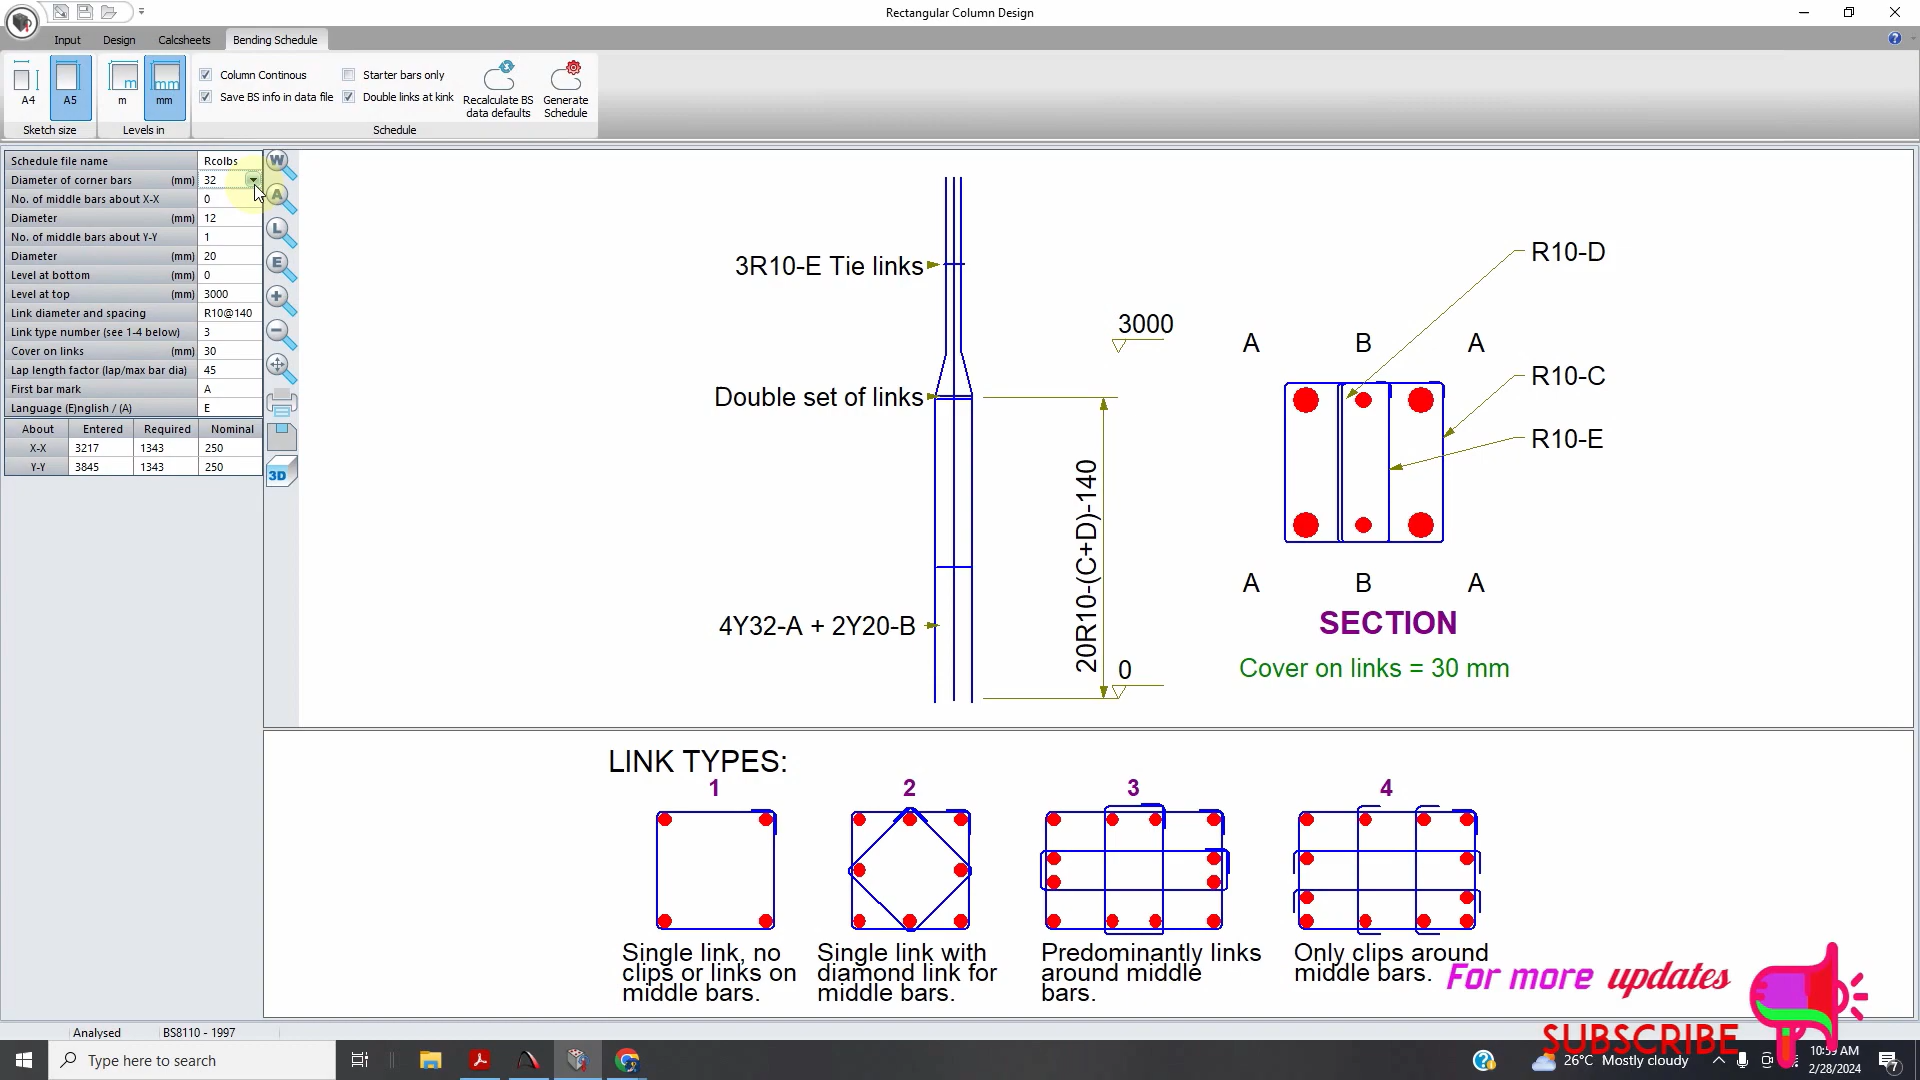 Rectangular Column Design
Input
Design
Calcsheets
Bending Schedule
A4
A5
Sketch size
m
mm
m
mm
Levels in
Column Continous
Save BS info in data file
Starter bars only
Double links at kink
Recalculate BS
data defaults
Generate
Schedule
Schedule
Schedule file name Rcolbs
Diameter of corner bars (mm) 32
No. of middle bars about X-X 0
Diameter (mm) 12
No. of middle bars about Y-Y 1
Diameter (mm) 20
Level at bottom (mm) 0
Level at top (mm) 3000
Link diameter and spacing R10@140
Link type number (see 1-4 below) 3
Cover on links (mm) 30
Lap length factor (lap/max bar dia) 45
First bar mark A
Language (E)nglish / (A) E
About Entered Required Nominal
X-X 3217 1343 250
Y-Y 3845 1343 250
W
A
L
E
3D
3R10-E Tie links
Double set of links
4Y32-A + 2Y20-B
3000
20R10-(C+D)-140
0
A B A
R10-D
R10-C
R10-E
A B A
SECTION
Cover on links = 30 mm
LINK TYPES:
1
2
3
4
Single link, no
clips or links on
middle bars.
Single link with
diamond link for
middle bars.
Predominantly links
around middle
bars.
Only clips around
middle bars.
For more updates
SUBSCRIBE
Analysed
BS8110 - 1997
Type here to search
26°C Mostly cloudy
10:59 AM
2/28/2024
7